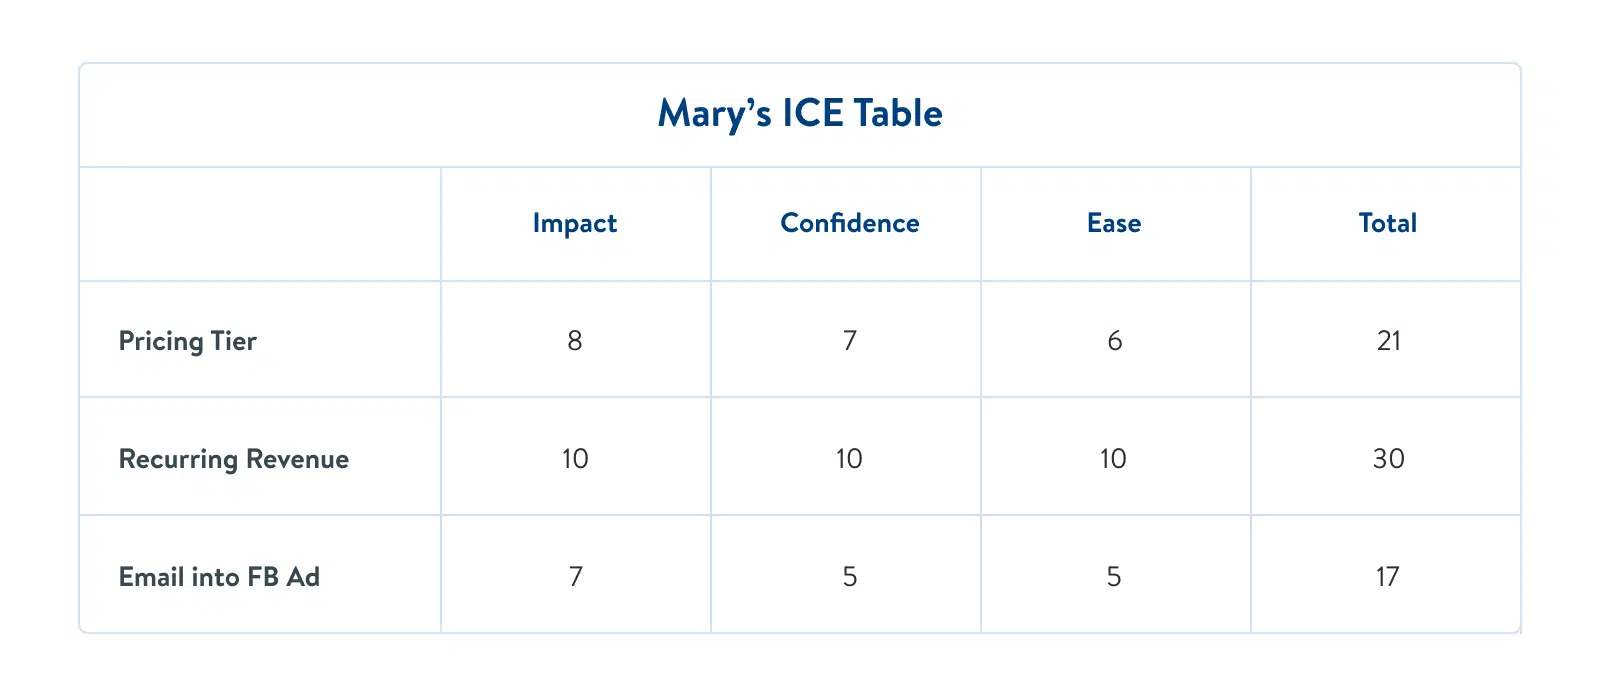 Mary’s ICE Table
Impact Confidence Ease Total
Pricing Tier 8 7 6 21
Recurring Revenue 10 10 10 30
Email into FB Ad 7 5 5 17